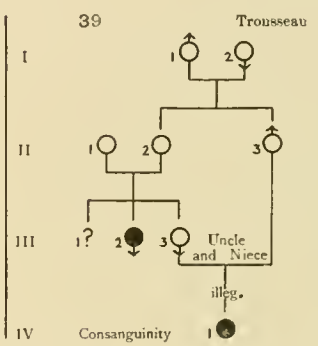 39 Trousseau
I 1 2
II 1 2 3
III 1? 2 3 Uncle
and Niece
illeg.
IV Consanguinity 1